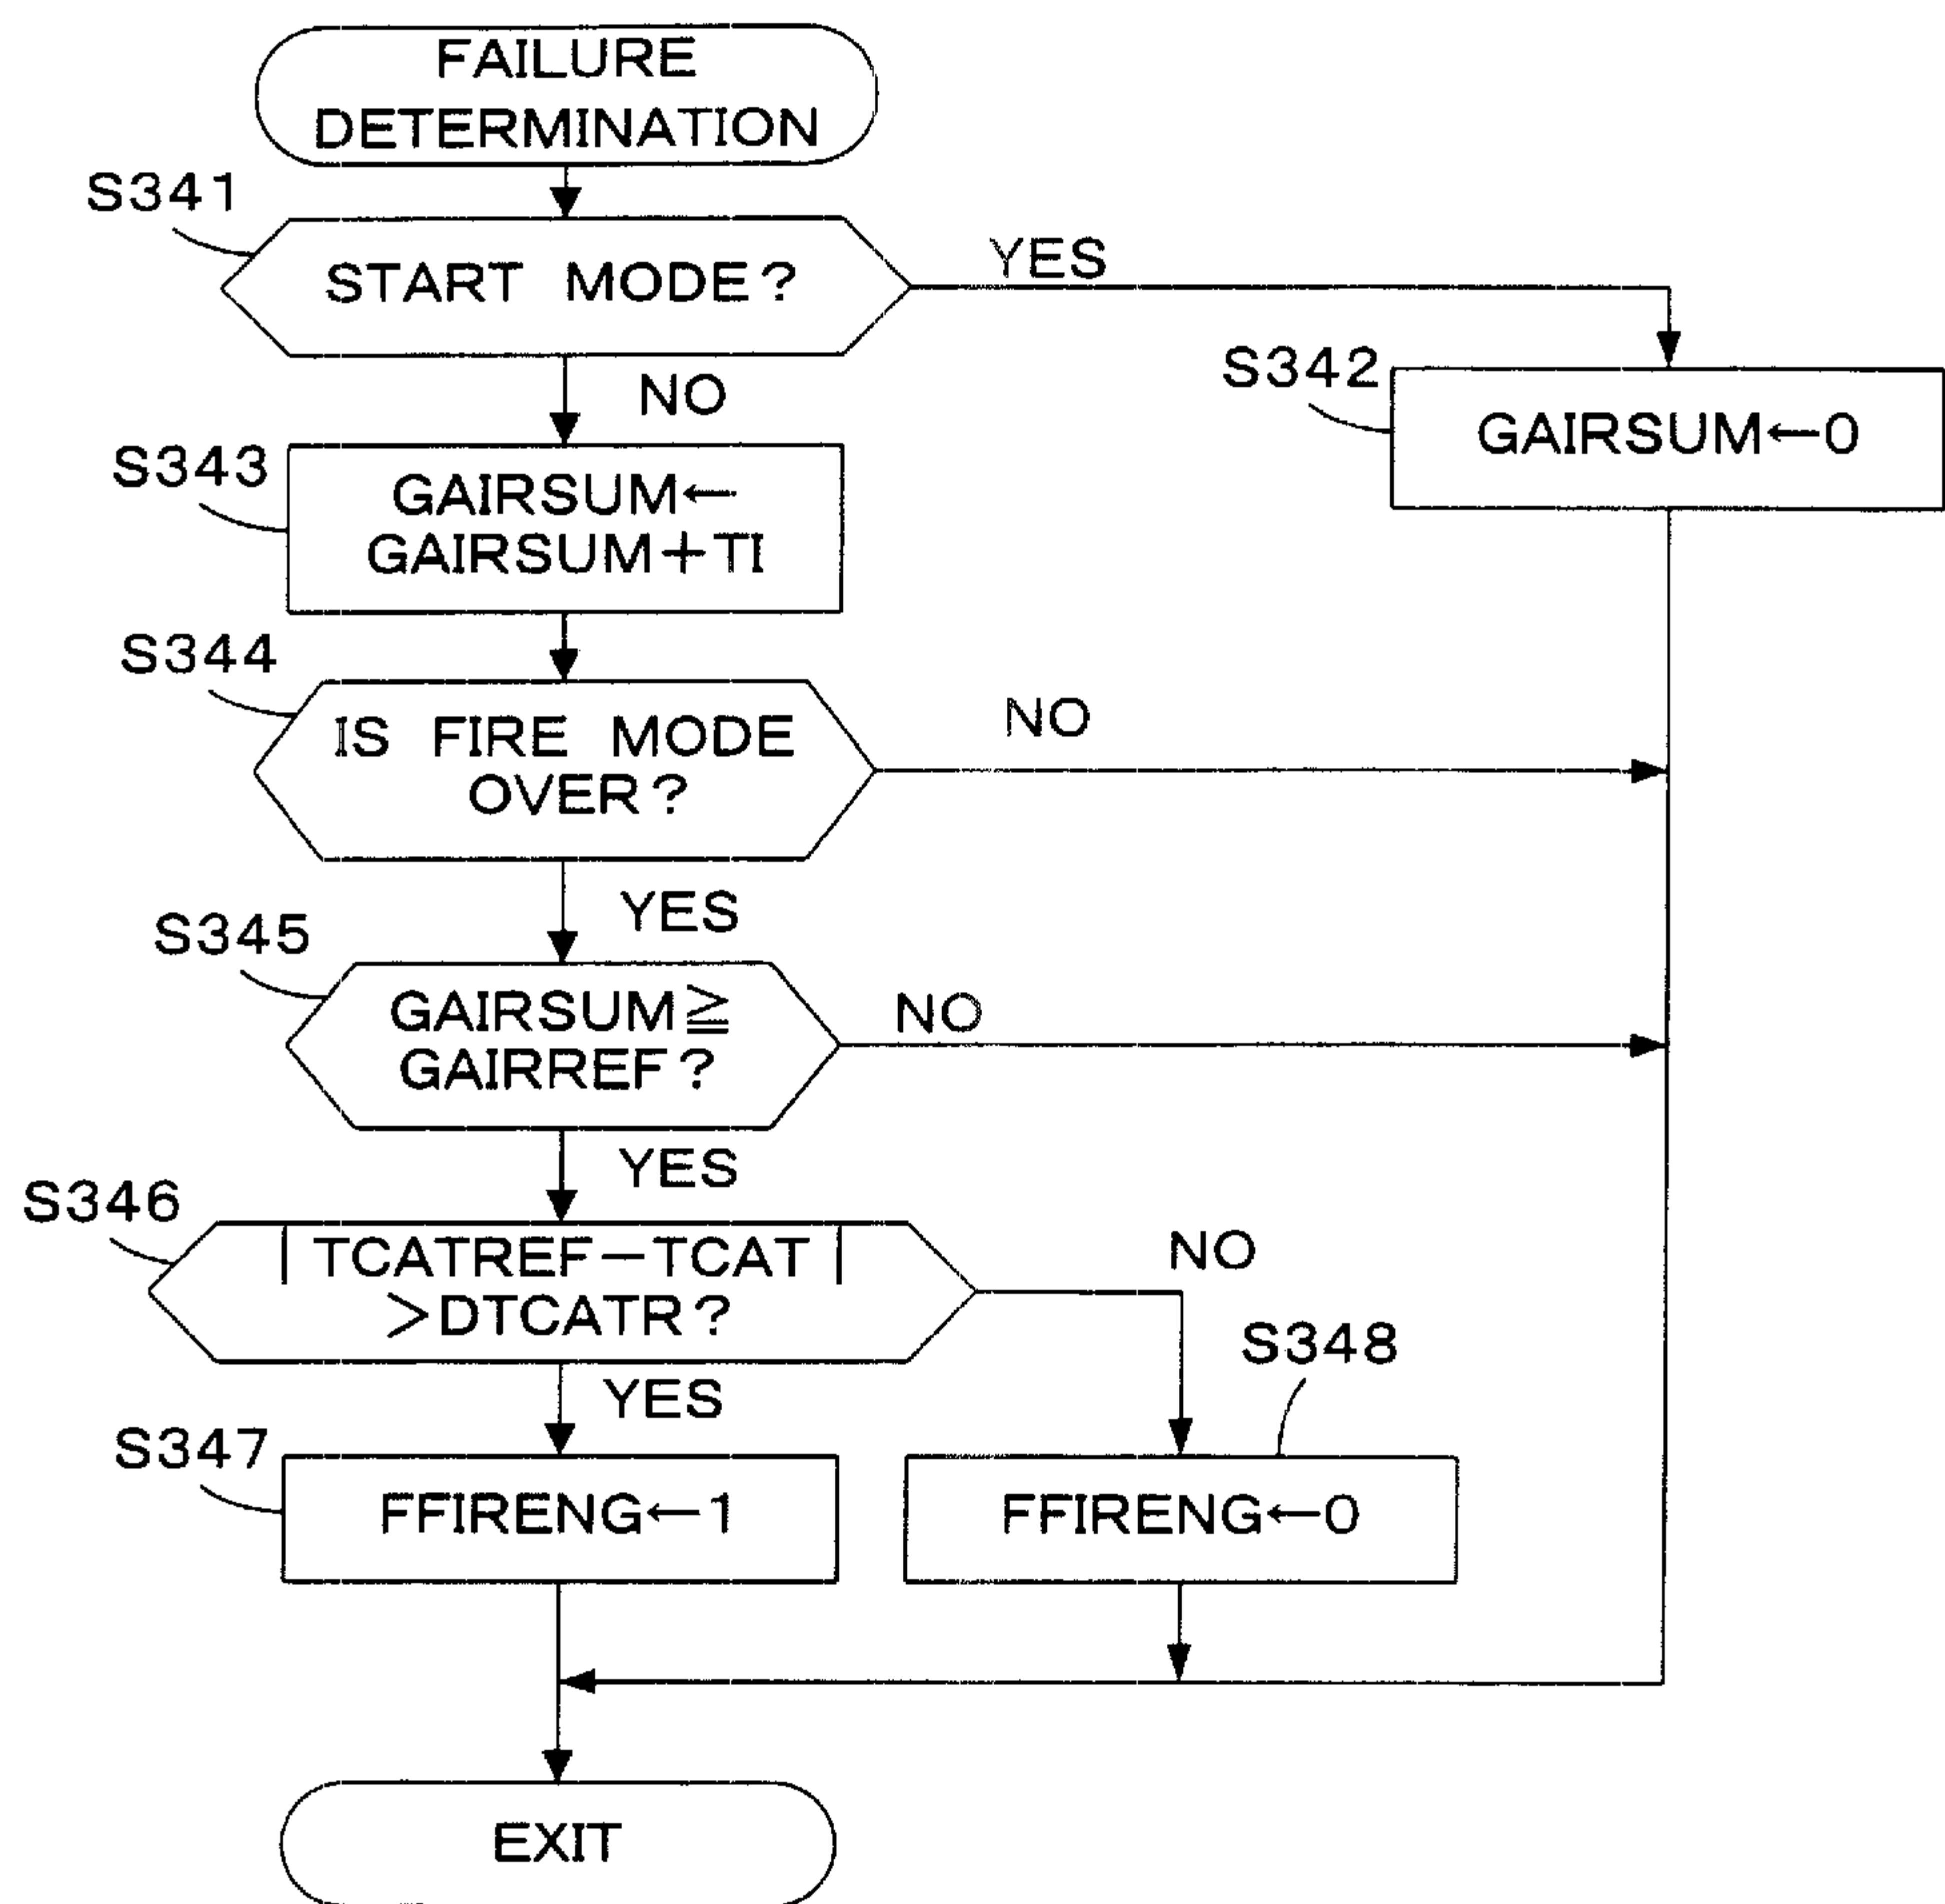 FAILURE
DETERMINATION
S341
START MODE?
YES
NO
S342
GAIRSUM←0
S343
GAIRSUM←
GAIRSUM+TI
S344
IS FIRE MODE
OVER?
NO
YES
S345
GAIRSUM≧
GAIRREF?
NO
YES
S346
|TCATREF−TCAT|
>DTCATR?
NO
YES
S347
FFIRENG←1
S348
FFIRENG←0
EXIT